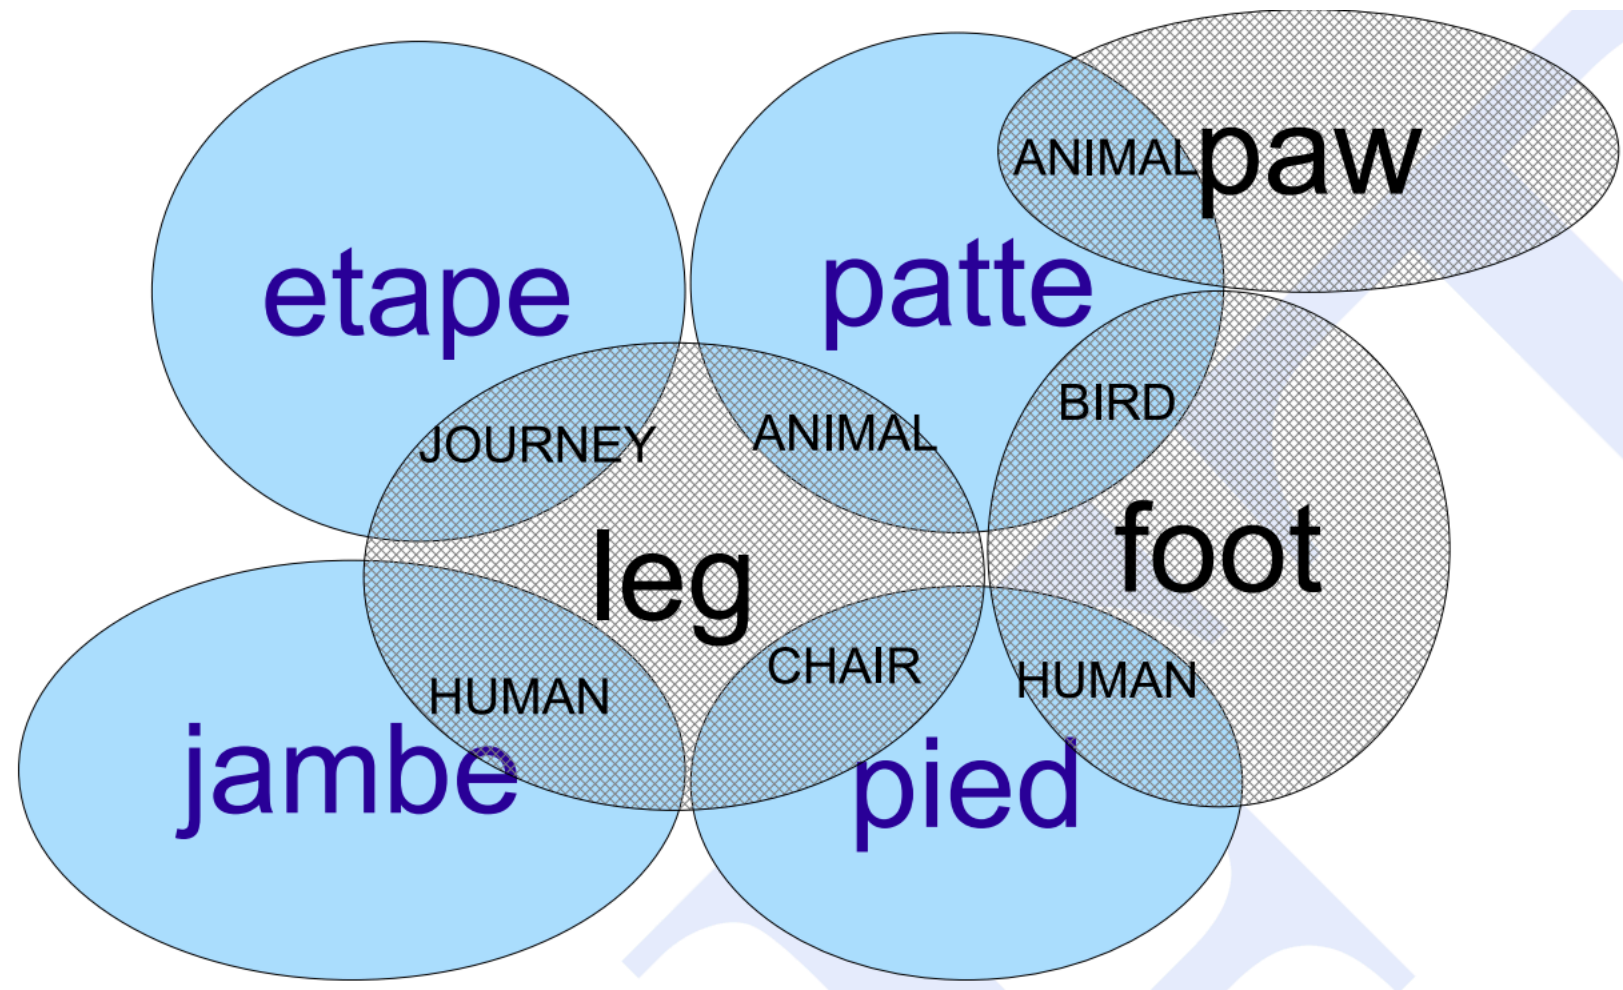 ANIMAL paw
etape patte
BIRD
JOURNEY ANIMAL
leg foot
CHAIR HUMAN
HUMAN
jambe pied